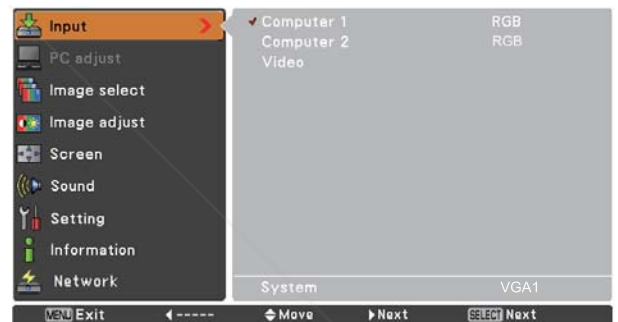 Input
PC adjust
Image select
Image adjust
Screen
Sound
Setting
Information
Network
Computer 1 RGB
Computer 2 RGB
Video
System VGA1
MENU Exit ◀----- Move ▶Next SELECT Next